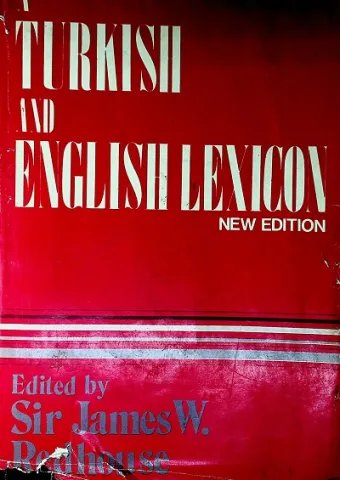 A
TURKISH
AND
ENGLISH LEXICON
NEW EDITION
Edited by
Sir James W.
Redhouse